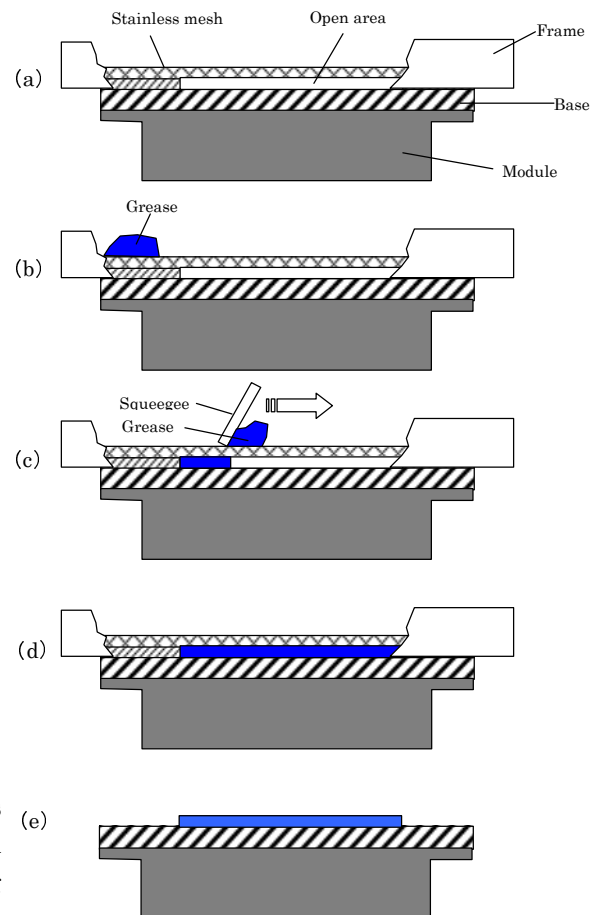 Stainless mesh
Open area
Frame
(a)
Base
Module
Grease
(b)
Squeegee
Grease
(c)
(d)
(e)